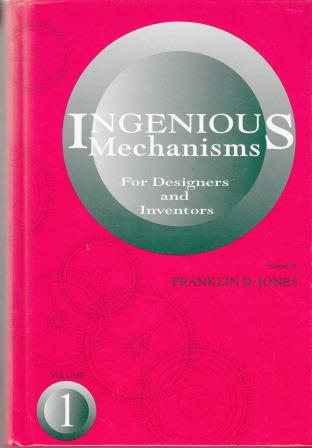 INGENIOUS
Mechanisms
For Designers
and
Inventors
Edited by
FRANKLIN D. JONES
VOLUME
1